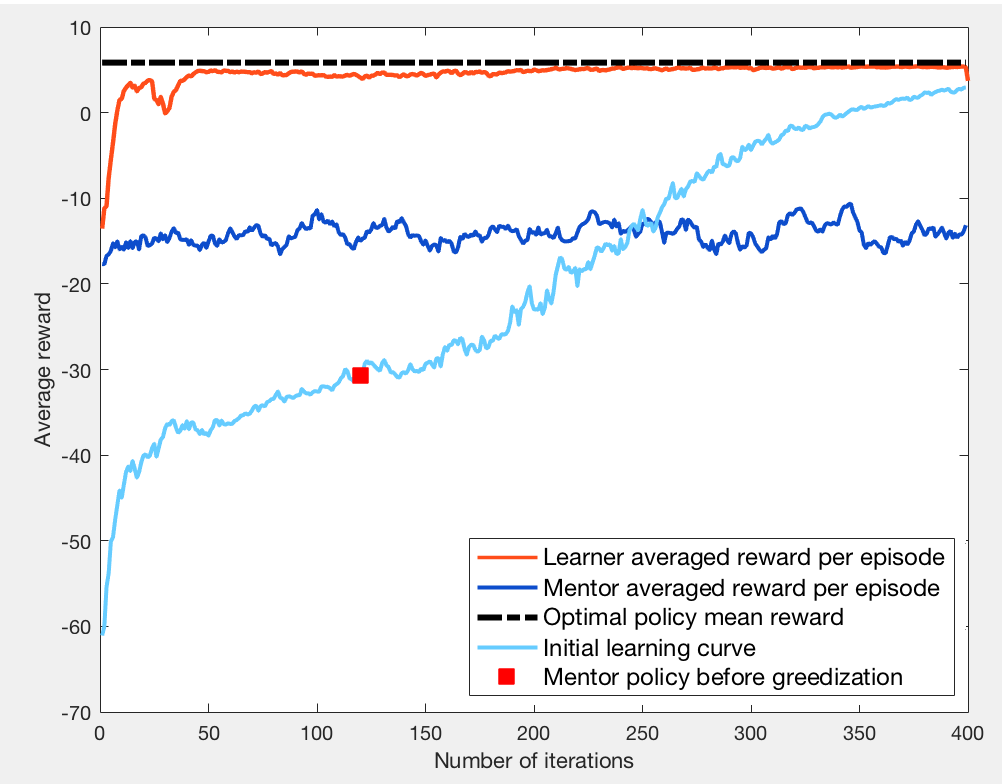 10
0
-10
-20
-30
-40
-50
-60
-70
Average reward
0 50 100 150 200 250 300 350 400
Number of iterations
Learner averaged reward per episode
Mentor averaged reward per episode
Optimal policy mean reward
Initial learning curve
Mentor policy before greedization